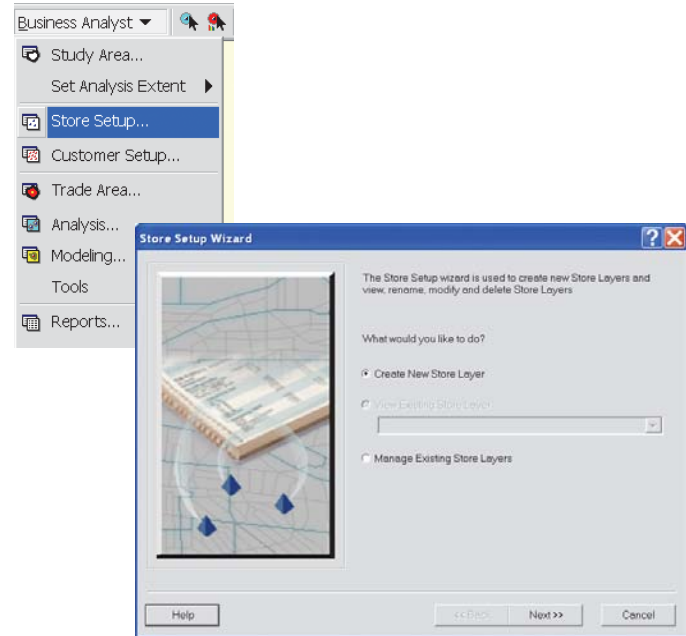 Business Analyst
Study Area...
Set Analysis Extent
Store Setup...
Customer Setup...
Trade Area...
Analysis...
Modeling...
Tools
Reports...
Store Setup Wizard
The Store Setup wizard is used to create new Store Layers and
view, rename, modify and delete Store Layers
What would you like to do?
Create New Store Layer
View Existing Store Layer
Manage Existing Store Layers
Help
<< Back
Next >>
Cancel